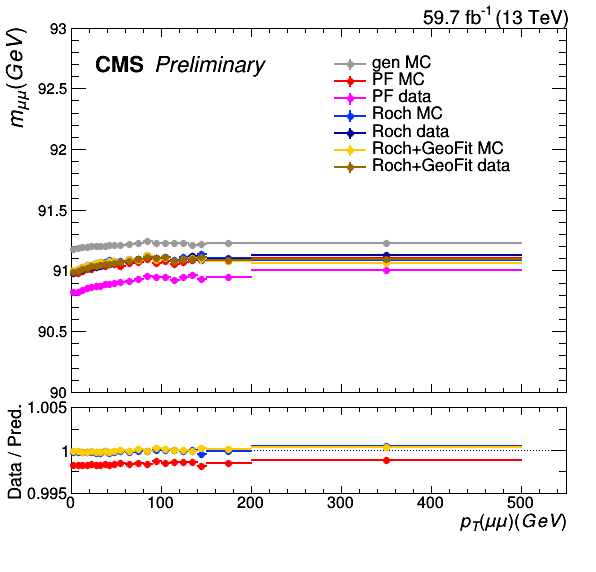 59.7 fb-1 (13 TeV)
mμμ(GeV)
CMS Preliminary
gen MC
PF MC
PF data
Roch MC
Roch data
Roch+GeoFit MC
Roch+GeoFit data
93
92.5
92
91.5
91
90.5
90
Data / Pred.
1.005
1
0.995
0 100 200 300 400 500
pT(μμ)(GeV)